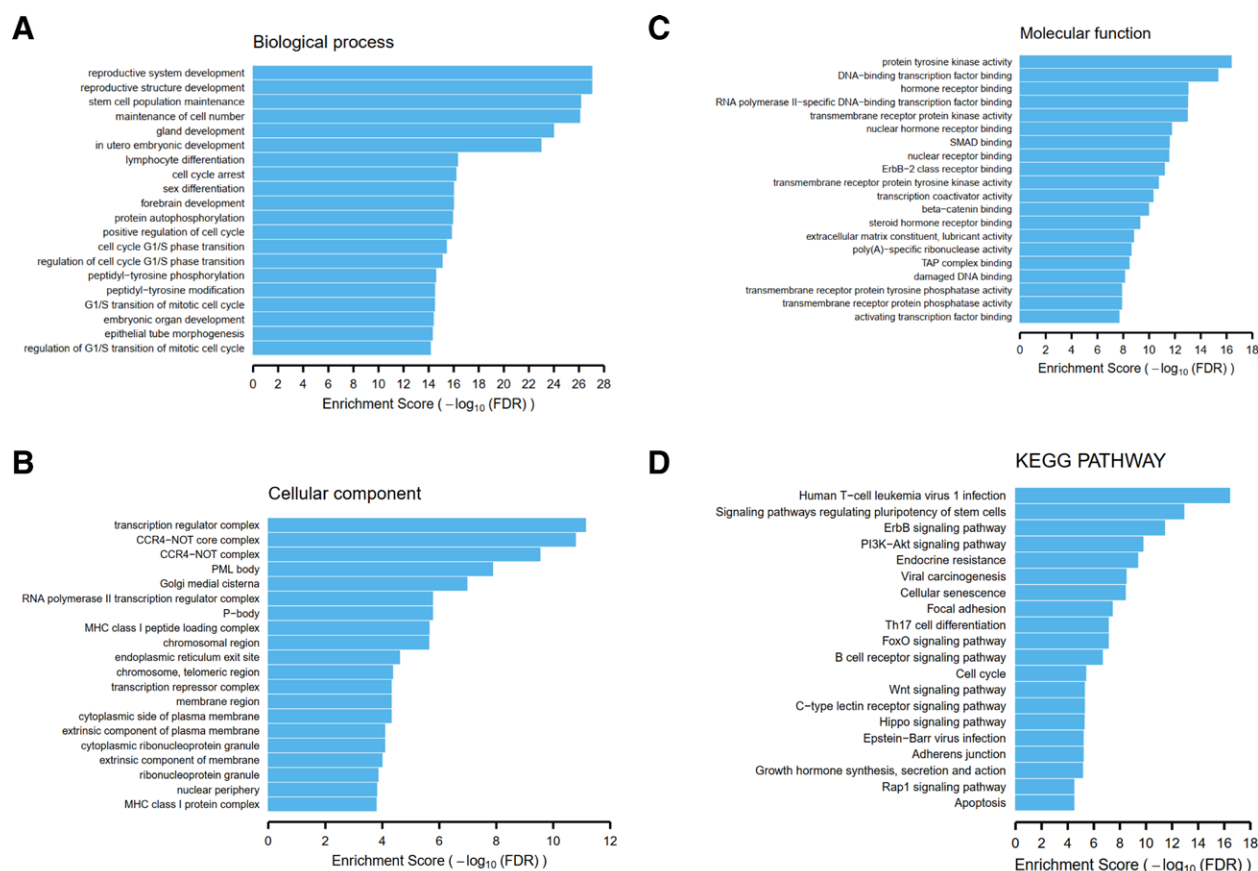 A
Biological process
reproductive system development
reproductive structure development
stem cell population maintenance
maintenance of cell number
gland development
in utero embryonic development
lymphocyte differentiation
cell cycle arrest
sex differentiation
forebrain development
protein autophosphorylation
positive regulation of cell cycle
cell cycle G1/S phase transition
regulation of cell cycle G1/S phase transition
peptidyl−tyrosine phosphorylation
peptidyl−tyrosine modification
G1/S transition of mitotic cell cycle
embryonic organ development
epithelial tube morphogenesis
regulation of G1/S transition of mitotic cell cycle
0 2 4 6 8 10 12 14 16 18 20 22 24 26 28
Enrichment Score ( −log10 (FDR) )
B
Cellular component
transcription regulator complex
CCR4−NOT core complex
CCR4−NOT complex
PML body
Golgi medial cisterna
RNA polymerase II transcription regulator complex
P−body
MHC class I peptide loading complex
chromosomal region
endoplasmic reticulum exit site
chromosome, telomeric region
transcription repressor complex
membrane region
cytoplasmic side of plasma membrane
extrinsic component of plasma membrane
cytoplasmic ribonucleoprotein granule
extrinsic component of membrane
ribonucleoprotein granule
nuclear periphery
MHC class I protein complex
0 2 4 6 8 10 12
Enrichment Score ( −log10 (FDR) )
C
Molecular function
protein tyrosine kinase activity
DNA−binding transcription factor binding
hormone receptor binding
RNA polymerase II−specific DNA−binding transcription factor binding
transmembrane receptor protein kinase activity
nuclear hormone receptor binding
SMAD binding
nuclear receptor binding
ErbB−2 class receptor binding
transmembrane receptor protein tyrosine kinase activity
transcription coactivator activity
beta−catenin binding
steroid hormone receptor binding
extracellular matrix constituent, lubricant activity
poly(A)−specific ribonuclease activity
TAP complex binding
damaged DNA binding
transmembrane receptor protein tyrosine phosphatase activity
transmembrane receptor protein phosphatase activity
activating transcription factor binding
0 2 4 6 8 10 12 14 16 18
Enrichment Score ( −log10 (FDR) )
D
KEGG PATHWAY
Human T−cell leukemia virus 1 infection
Signaling pathways regulating pluripotency of stem cells
ErbB signaling pathway
PI3K−Akt signaling pathway
Endocrine resistance
Viral carcinogenesis
Cellular senescence
Focal adhesion
Th17 cell differentiation
FoxO signaling pathway
B cell receptor signaling pathway
Cell cycle
Wnt signaling pathway
C−type lectin receptor signaling pathway
Hippo signaling pathway
Epstein−Barr virus infection
Adherens junction
Growth hormone synthesis, secretion and action
Rap1 signaling pathway
Apoptosis
0 2 4 6 8 10 12 14 16 18
Enrichment Score ( −log10 (FDR) )